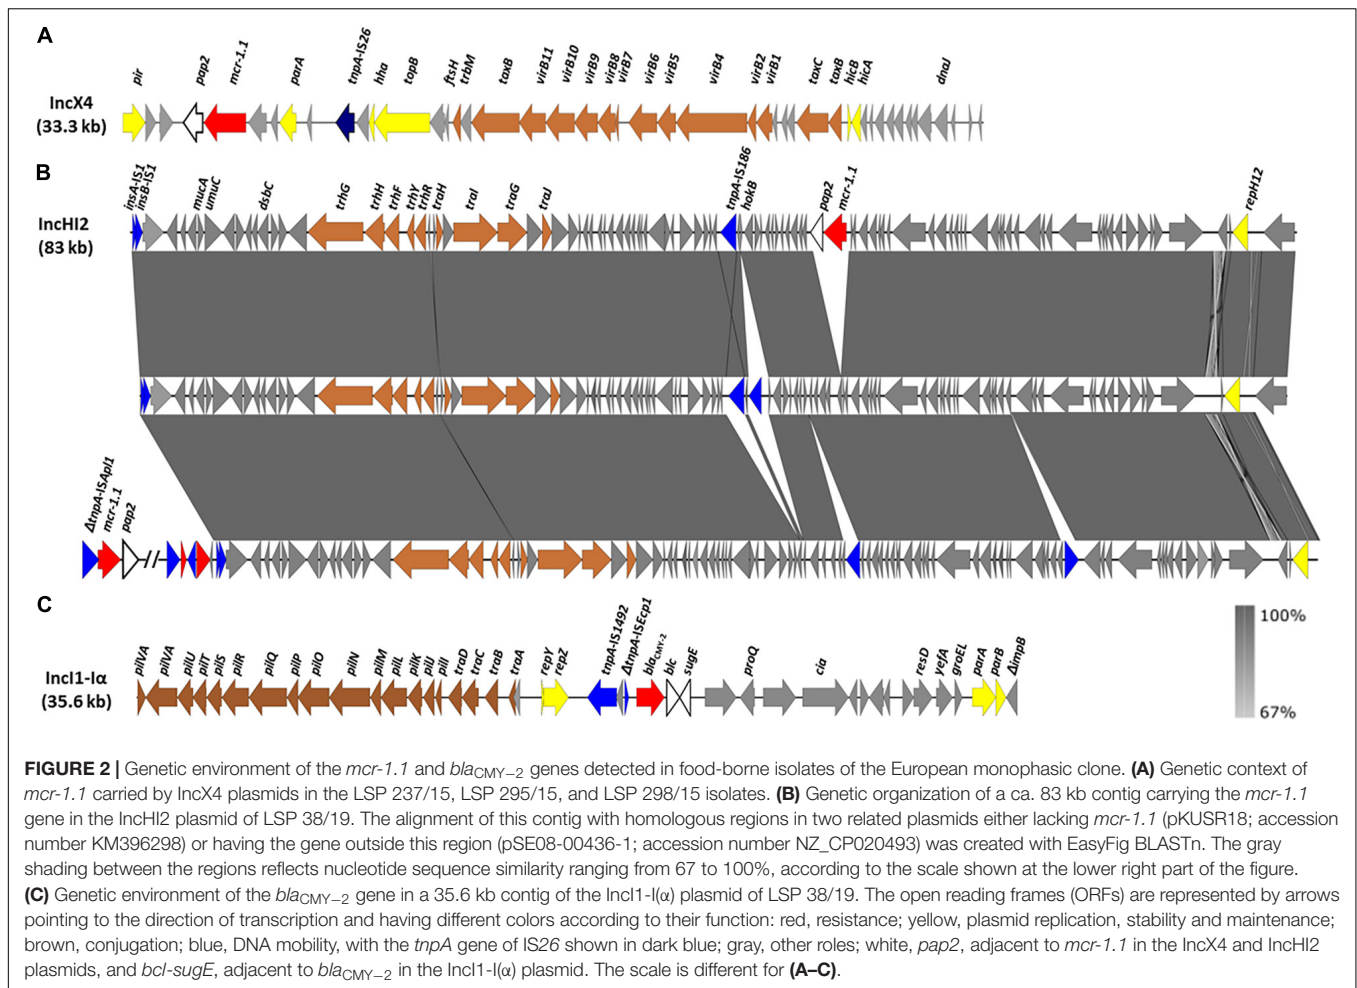 A
pir
pap2
mcr-1.1
parA
tnpA-IS26
hha
topB
ftsH
trbM
taxB
virB11
virB10
virB9
virB8
virB7
virB6
virB5
virB4
virB2
virB1
taxC
taxB
hicB
hicA
dnaJ
IncX4
(33.3 kb)
B
insA-IS1
insB-IS1
mucA
umuC
dsbC
trhG
trhH
trhF
trhY
trhR
traH
traI
traG
traJ
tnpA-IS186
hokB
pap2
mcr-1.1
repH12
IncHI2
(83 kb)
ΔtnpA-ISApl1
mcr-1.1
pap2
//
C
pilVA
pilVA
pilU
pilT
pilS
pilR
pilQ
pilP
pilO
pilN
pilM
pilL
pilK
pilJ
pilI
traD
traC
traB
traA
repY
repZ
tnpA-IS1492
ΔtnpA-ISEcp1
blaCMY-2
blc
sugE
proQ
cia
resD
yefA
groEL
parA
parB
ΔimpB
IncI1-Iα
(35.6 kb)
100%
67%
FIGURE 2 | Genetic environment of the mcr-1.1 and blaCMY−2 genes detected in food-borne isolates of the European monophasic clone. (A) Genetic context of
mcr-1.1 carried by IncX4 plasmids in the LSP 237/15, LSP 295/15, and LSP 298/15 isolates. (B) Genetic organization of a ca. 83 kb contig carrying the mcr-1.1
gene in the IncHI2 plasmid of LSP 38/19. The alignment of this contig with homologous regions in two related plasmids either lacking mcr-1.1 (pKUSR18; accession
number KM396298) or having the gene outside this region (pSE08-00436-1; accession number NZ_CP020493) was created with EasyFig BLASTn. The gray
shading between the regions reflects nucleotide sequence similarity ranging from 67 to 100%, according to the scale shown at the lower right part of the figure.
(C) Genetic environment of the blaCMY−2 gene in a 35.6 kb contig of the IncI1-I(α) plasmid of LSP 38/19. The open reading frames (ORFs) are represented by arrows
pointing to the direction of transcription and having different colors according to their function: red, resistance; yellow, plasmid replication, stability and maintenance;
brown, conjugation; blue, DNA mobility, with the tnpA gene of IS26 shown in dark blue; gray, other roles; white, pap2, adjacent to mcr-1.1 in the IncX4 and IncHI2
plasmids, and bcl-sugE, adjacent to blaCMY−2 in the IncI1-I(α) plasmid. The scale is different for (A–C).